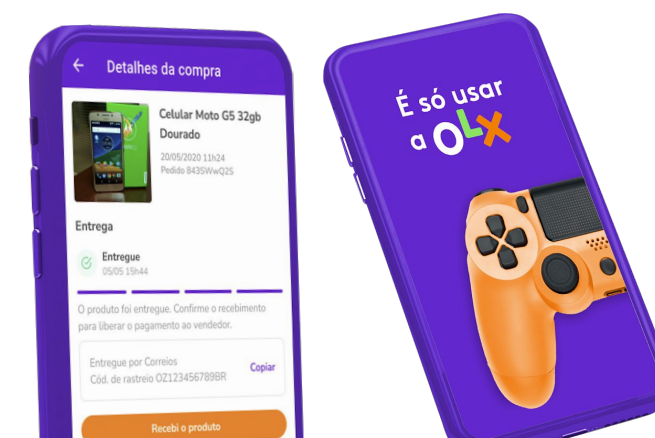 Detalhes da compra
Celular Moto G5 32gb
Dourado
20/05/2020 11h24
Pedido 843SWwQ2S
Entrega
Entregue
05/05 15h44
O produto foi entregue. Confirme o recebimento
para liberar o pagamento ao vendedor.
Entregue por Correios
Cód. de rastreio OZ123456789BR
Copiar
Recebi o produto
É só usar
a OLX